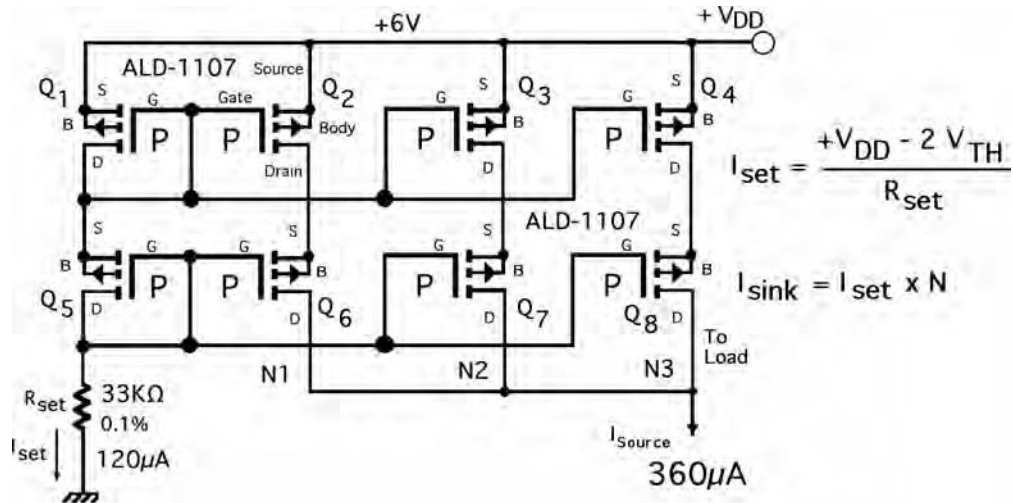 +6V
+ VDD
ALD-1107
Source
Q1
S
G
Gate
Q2
S
G
Q3
S
G
Q4
B
P
P
Body
P
B
P
B
D
Drain
D
D
Iset = +VDD - 2 VTH
Rset
ALD-1107
S
G
G
S
G
S
G
S
B
P
P
B
P
B
P
B
Isink = Iset x N
Q5
D
D
Q6
D
Q7
Q8
D
To
Load
N1
N2
N3
Rset
33KΩ
0.1%
Iset
120µA
ISource
360µA